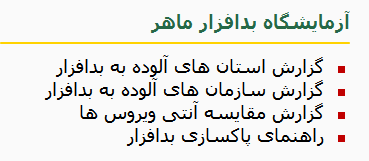 آزمایشگاه بدافزار ماهر
گزارش استان های آلوده به بدافزار
گزارش سازمان های آلوده به بدافزار
گزارش مقایسه آنتی ویروس ها
راهنمای پاکسازی بدافزار